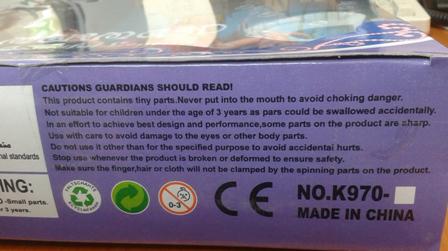 CAUTIONS GUARDIANS SHOULD READ!
This product contains tiny parts.Never put into the mouth to avoid choking danger.
Not suitable for children under the age of 3 years as pars could be swallowed accidentally.
In an effort to achieve best design and performance,some parts on the product are sharp.
Use with care to avoid damage to the eyes or other body parts.
Do not use it other than for the specified purpose to avoid accidentai hurts.
Stop use whenever the product is broken or deformed to ensure safety.
Make sure the finger,hair or cloth will not be clamped by the spinning parts on the product.
nal standards
ING:
D -Small parts.
r 3 years.
0-3
CE
NO.K970-
MADE IN CHINA